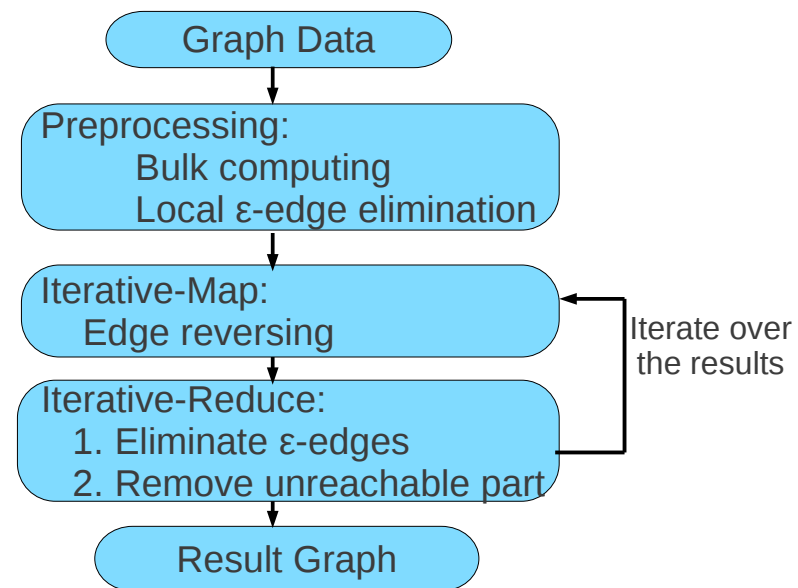 Graph Data
Preprocessing:
Bulk computing
Local ε-edge elimination
Iterative-Map:
Edge reversing
Iterate over
the results
Iterative-Reduce:
1. Eliminate ε-edges
2. Remove unreachable part
Result Graph